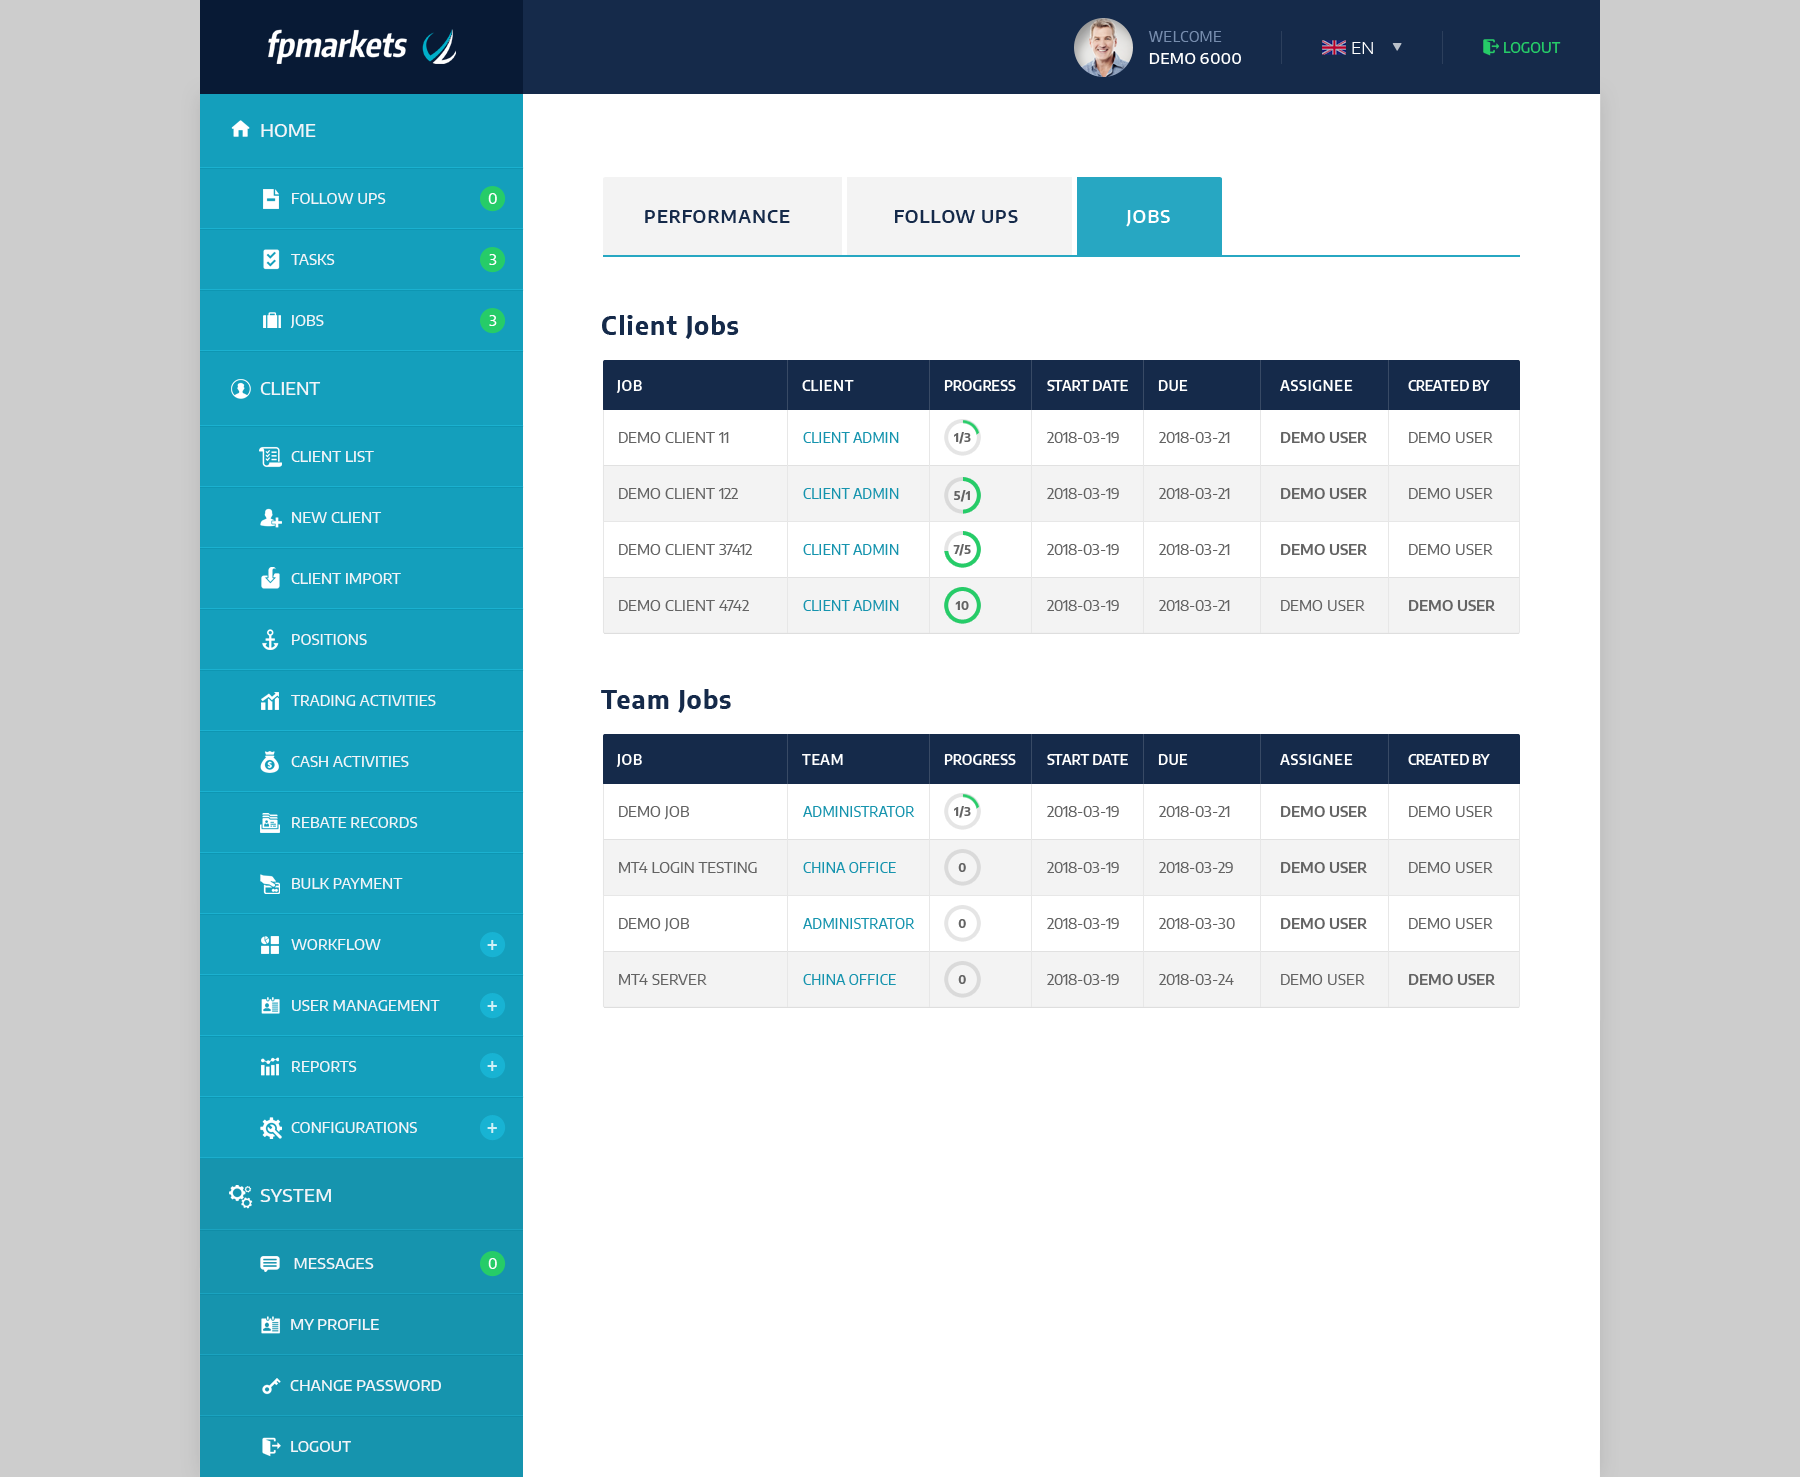 fpmarkets
WELCOME
DEMO 6000
EN
LOGOUT
HOME
FOLLOW UPS 0
TASKS 3
JOBS 3
CLIENT
CLIENT LIST
NEW CLIENT
CLIENT IMPORT
POSITIONS
TRADING ACTIVITIES
CASH ACTIVITIES
REBATE RECORDS
BULK PAYMENT
WORKFLOW +
USER MANAGEMENT +
REPORTS +
CONFIGURATIONS +
SYSTEM
MESSAGES 0
MY PROFILE
CHANGE PASSWORD
LOGOUT
PERFORMANCE FOLLOW UPS JOBS
Client Jobs
JOB CLIENT PROGRESS START DATE DUE ASSIGNEE CREATED BY
DEMO CLIENT 11 CLIENT ADMIN 1/3 2018-03-19 2018-03-21 DEMO USER DEMO USER
DEMO CLIENT 122 CLIENT ADMIN 5/1 2018-03-19 2018-03-21 DEMO USER DEMO USER
DEMO CLIENT 37412 CLIENT ADMIN 7/5 2018-03-19 2018-03-21 DEMO USER DEMO USER
DEMO CLIENT 4742 CLIENT ADMIN 10 2018-03-19 2018-03-21 DEMO USER DEMO USER
Team Jobs
JOB TEAM PROGRESS START DATE DUE ASSIGNEE CREATED BY
DEMO JOB ADMINISTRATOR 1/3 2018-03-19 2018-03-21 DEMO USER DEMO USER
MT4 LOGIN TESTING CHINA OFFICE 0 2018-03-19 2018-03-29 DEMO USER DEMO USER
DEMO JOB ADMINISTRATOR 0 2018-03-19 2018-03-30 DEMO USER DEMO USER
MT4 SERVER CHINA OFFICE 0 2018-03-19 2018-03-24 DEMO USER DEMO USER